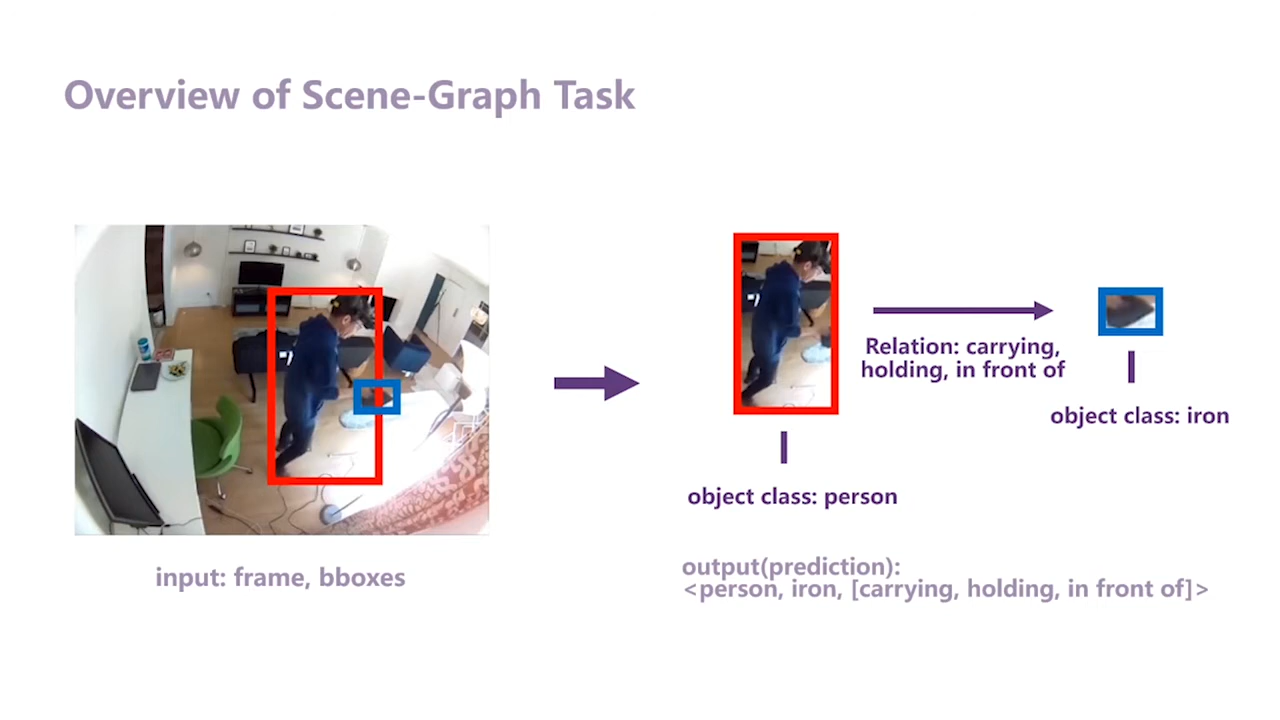 Overview of Scene-Graph Task
Relation: carrying,
holding, in front of
object class: iron
object class: person
input: frame, bboxes
output(prediction):
<person, iron, [carrying, holding, in front of]>